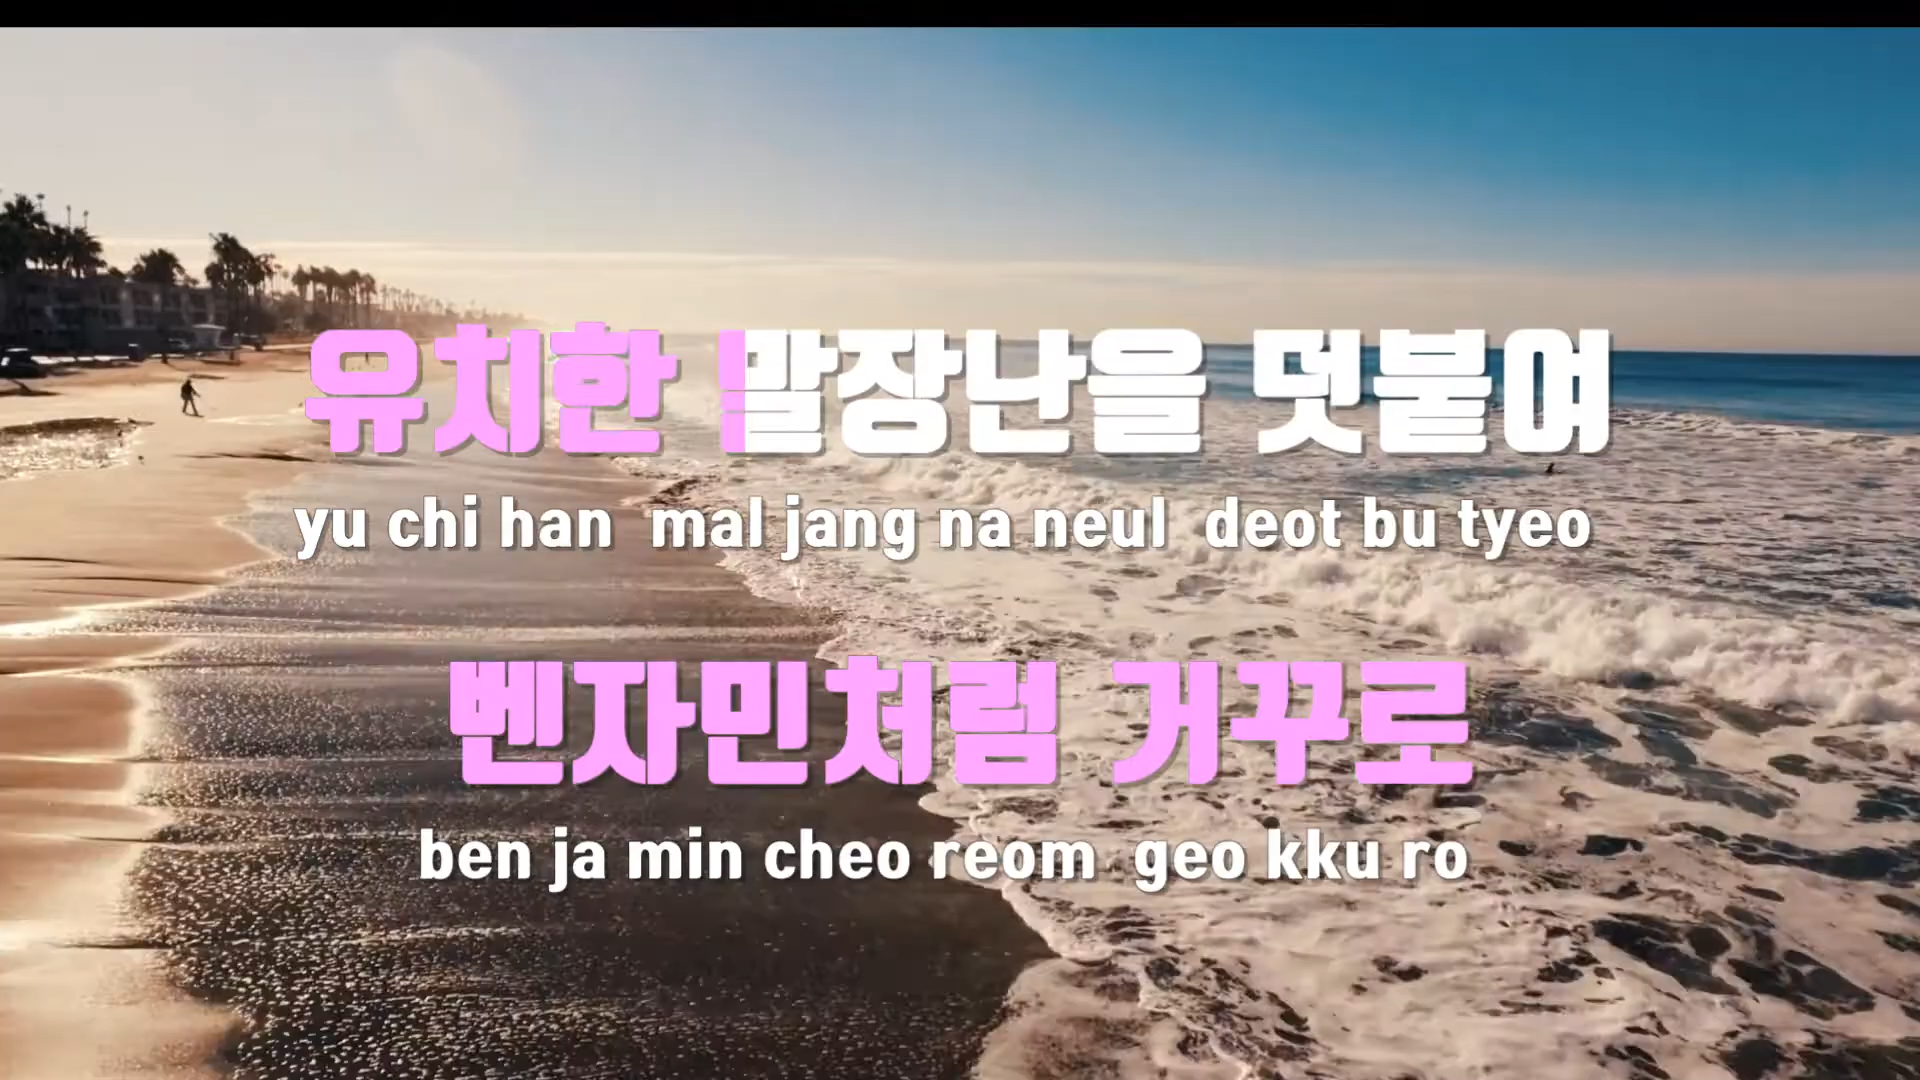 유치한 말장난을 덧붙여
yu chi han mal jang na neul deot bu tyeo
벤자민처럼 거꾸로
ben ja min cheo reom geo kku ro